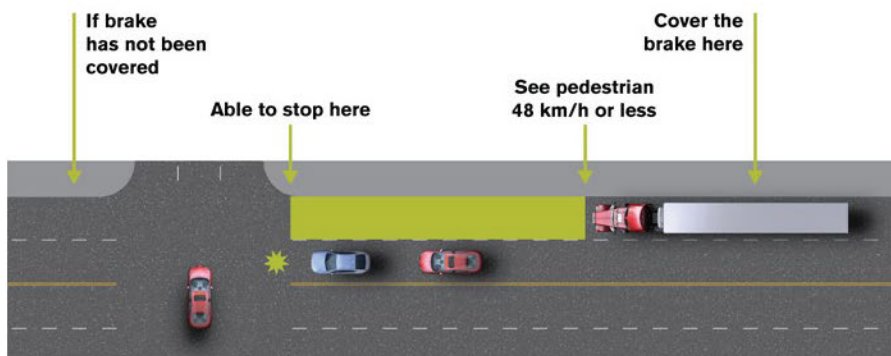 If brake
has not been
covered
Able to stop here
See pedestrian
48 km/h or less
Cover the
brake here